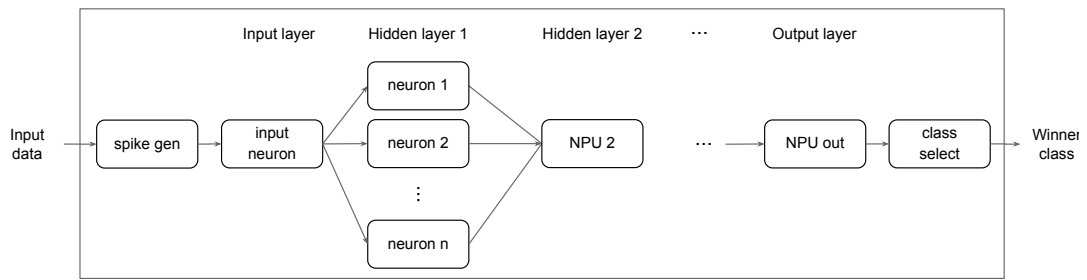 Input layer
Hidden layer 1
Hidden layer 2
...
Output layer
Input
data
spike gen
input
neuron
neuron 1
neuron 2
⋮
neuron n
NPU 2
...
NPU out
class
select
Winner
class